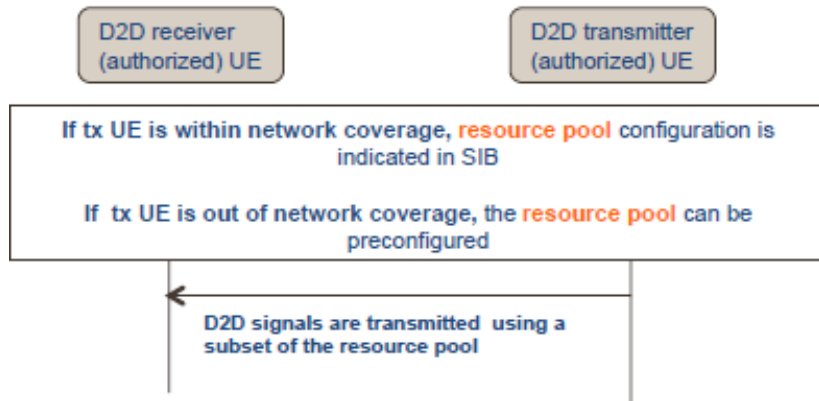 D2D receiver
(authorized) UE
D2D transmitter
(authorized) UE
If tx UE is within network coverage, resource pool configuration is
indicated in SIB
If tx UE is out of network coverage, the resource pool can be
preconfigured
D2D signals are transmitted using a
subset of the resource pool